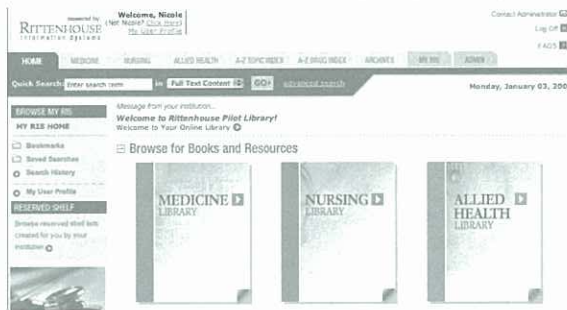 powered by
RITTENHOUSE
Information Systems
Welcome, Nicole
(Not Nicole? Click Here)
My User Profile
Contact Administrator
Log Off
FAQS
HOME MEDICINE NURSING ALLIED HEALTH A-Z TOPIC INDEX A-Z DRUG INDEX ARCHIVES MY RIS ADMIN
Quick Search: Enter search term in Full Text Content GO advanced search
Monday, January 03, 200
BROWSE MY RIS
MY RIS HOME
Bookmarks
Saved Searches
Search History
My User Profile
RESERVED SHELF
Browse reserved shelf lists
created for you by your
institution
Message from your institution...
Welcome to Rittenhouse Pilot Library!
Welcome to Your Online Library
Browse for Books and Resources
MEDICINE
LIBRARY
NURSING
LIBRARY
ALLIED
HEALTH
LIBRARY